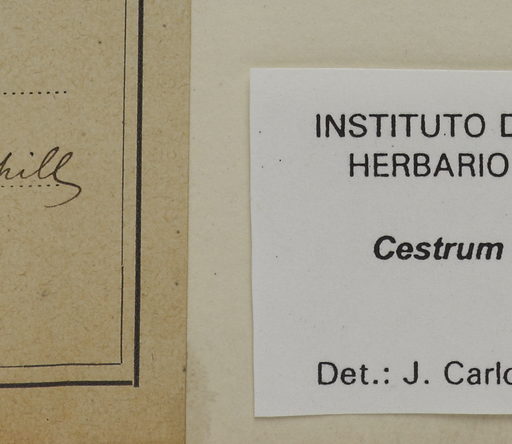 INSTITUTO D
HERBARIO
Cestrum
Det.: J. Carlo